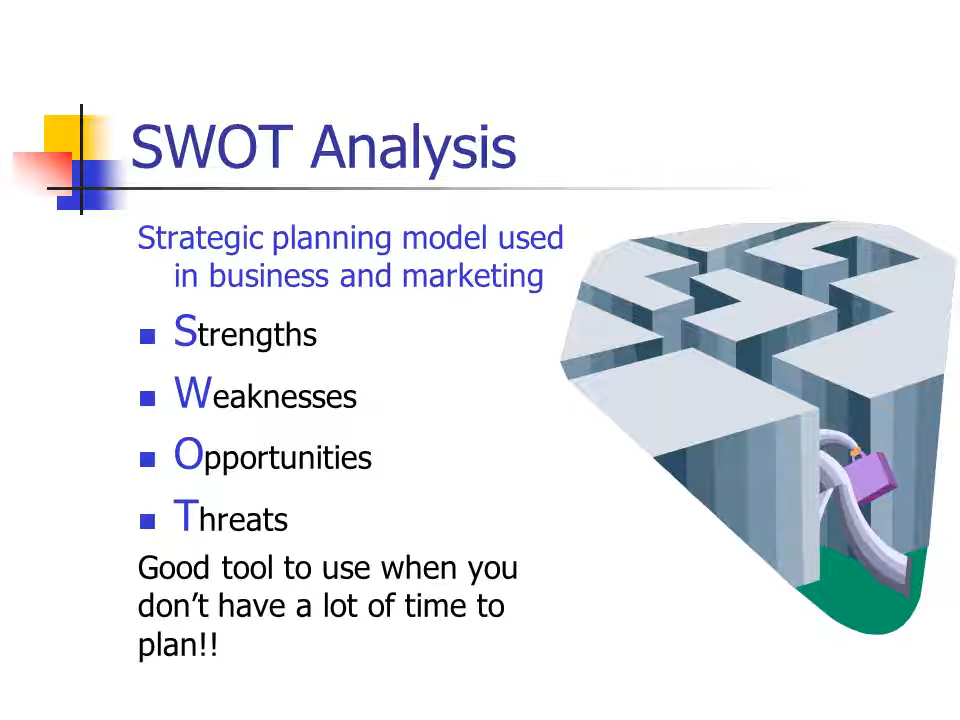 SWOT Analysis
Strategic planning model used
in business and marketing
Strengths
Weaknesses
Opportunities
Threats
Good tool to use when you
don’t have a lot of time to
plan!!